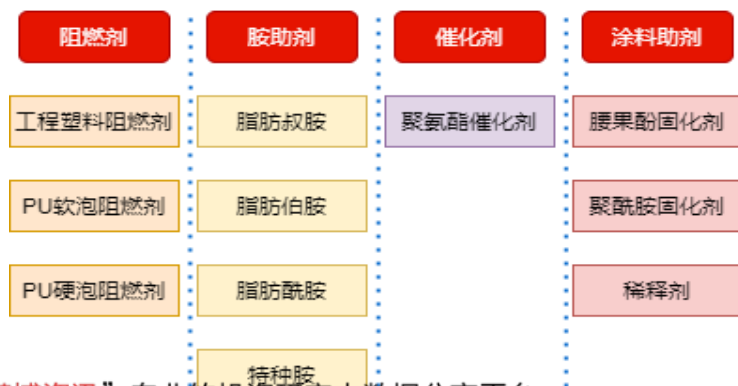 阻燃剂 胺助剂 催化剂 涂料助剂
工程塑料阻燃剂 脂肪叔胺 聚氨酯催化剂 腰果酚固化剂
PU软泡阻燃剂 脂肪伯胺 聚酰胺固化剂
PU硬泡阻燃剂 脂肪酰胺 稀释剂
特种胺